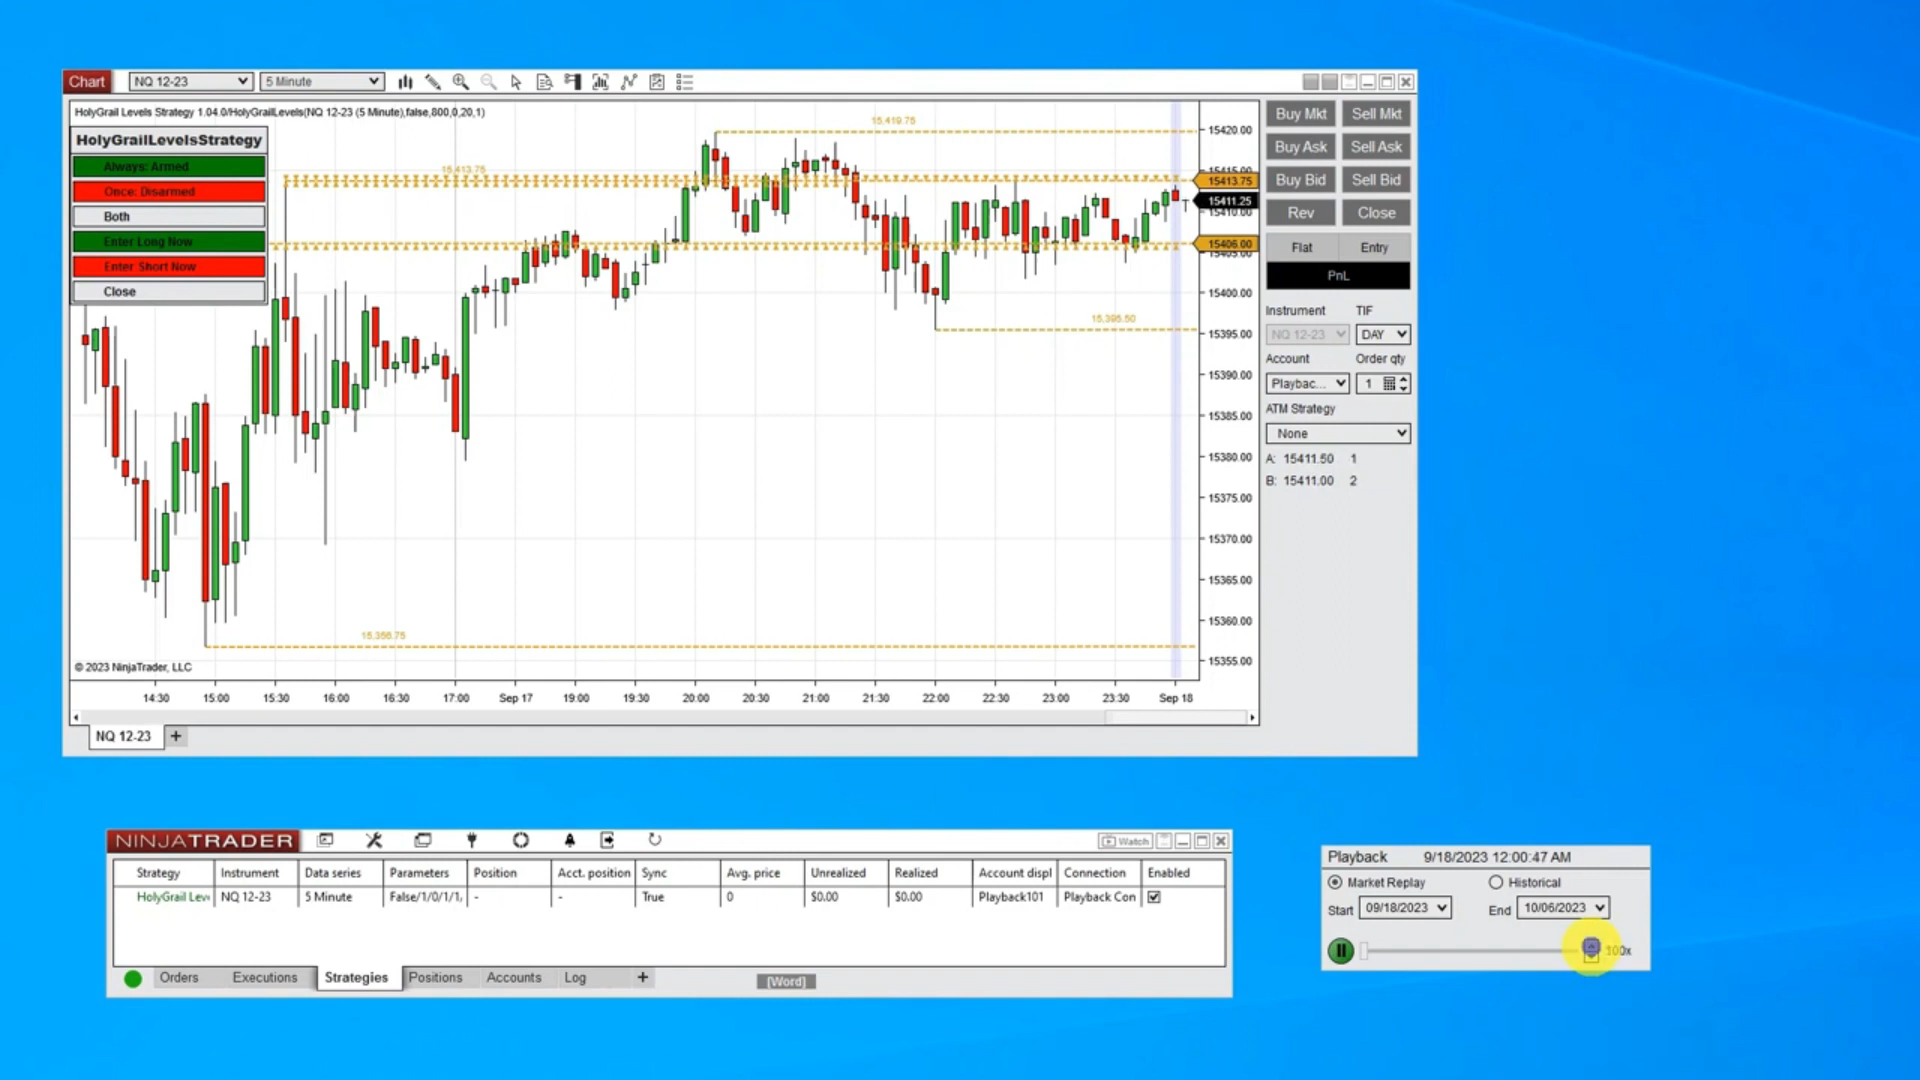 Chart NQ 12-23 5 Minute
HolyGrail Levels Strategy 1.04.0/HolyGrailLevels(NQ 12-23 (5 Minute),false,800,0,20,1)
HolyGrailLevelsStrategy
Always: Armed
Once: Disarmed
Both
Enter Long Now
Enter Short Now
Close
15,419.75
15,413.75
15,395.50
15,356.75
15420.00
15415.00
15413.75
15411.25
15410.00
15406.00
15405.00
15400.00
15395.00
15390.00
15385.00
15380.00
15375.00
15370.00
15365.00
15360.00
15355.00
© 2023 NinjaTrader, LLC
14:30 15:00 15:30 16:00 16:30 17:00 Sep 17 19:00 19:30 20:00 20:30 21:00 21:30 22:00 22:30 23:00 23:30 Sep 18
NQ 12-23 +
Buy Mkt Sell Mkt
Buy Ask Sell Ask
Buy Bid Sell Bid
Rev Close
Flat Entry
PnL
Instrument TIF
NQ 12-23 DAY
Account Order qty
Playbac... 1
ATM Strategy
None
A: 15411.50 1
B: 15411.00 2
NINJATRADER Watch
Strategy Instrument Data series Parameters Position Acct. position Sync Avg. price Unrealized Realized Account displ Connection Enabled
HolyGrail Leve NQ 12-23 5 Minute False/1/0/1/1, - - True 0 $0.00 $0.00 Playback101 Playback Con
Orders Executions Strategies Positions Accounts Log + [Word]
Playback 9/18/2023 12:00:47 AM
Market Replay Historical
Start 09/18/2023 End 10/06/2023
100x